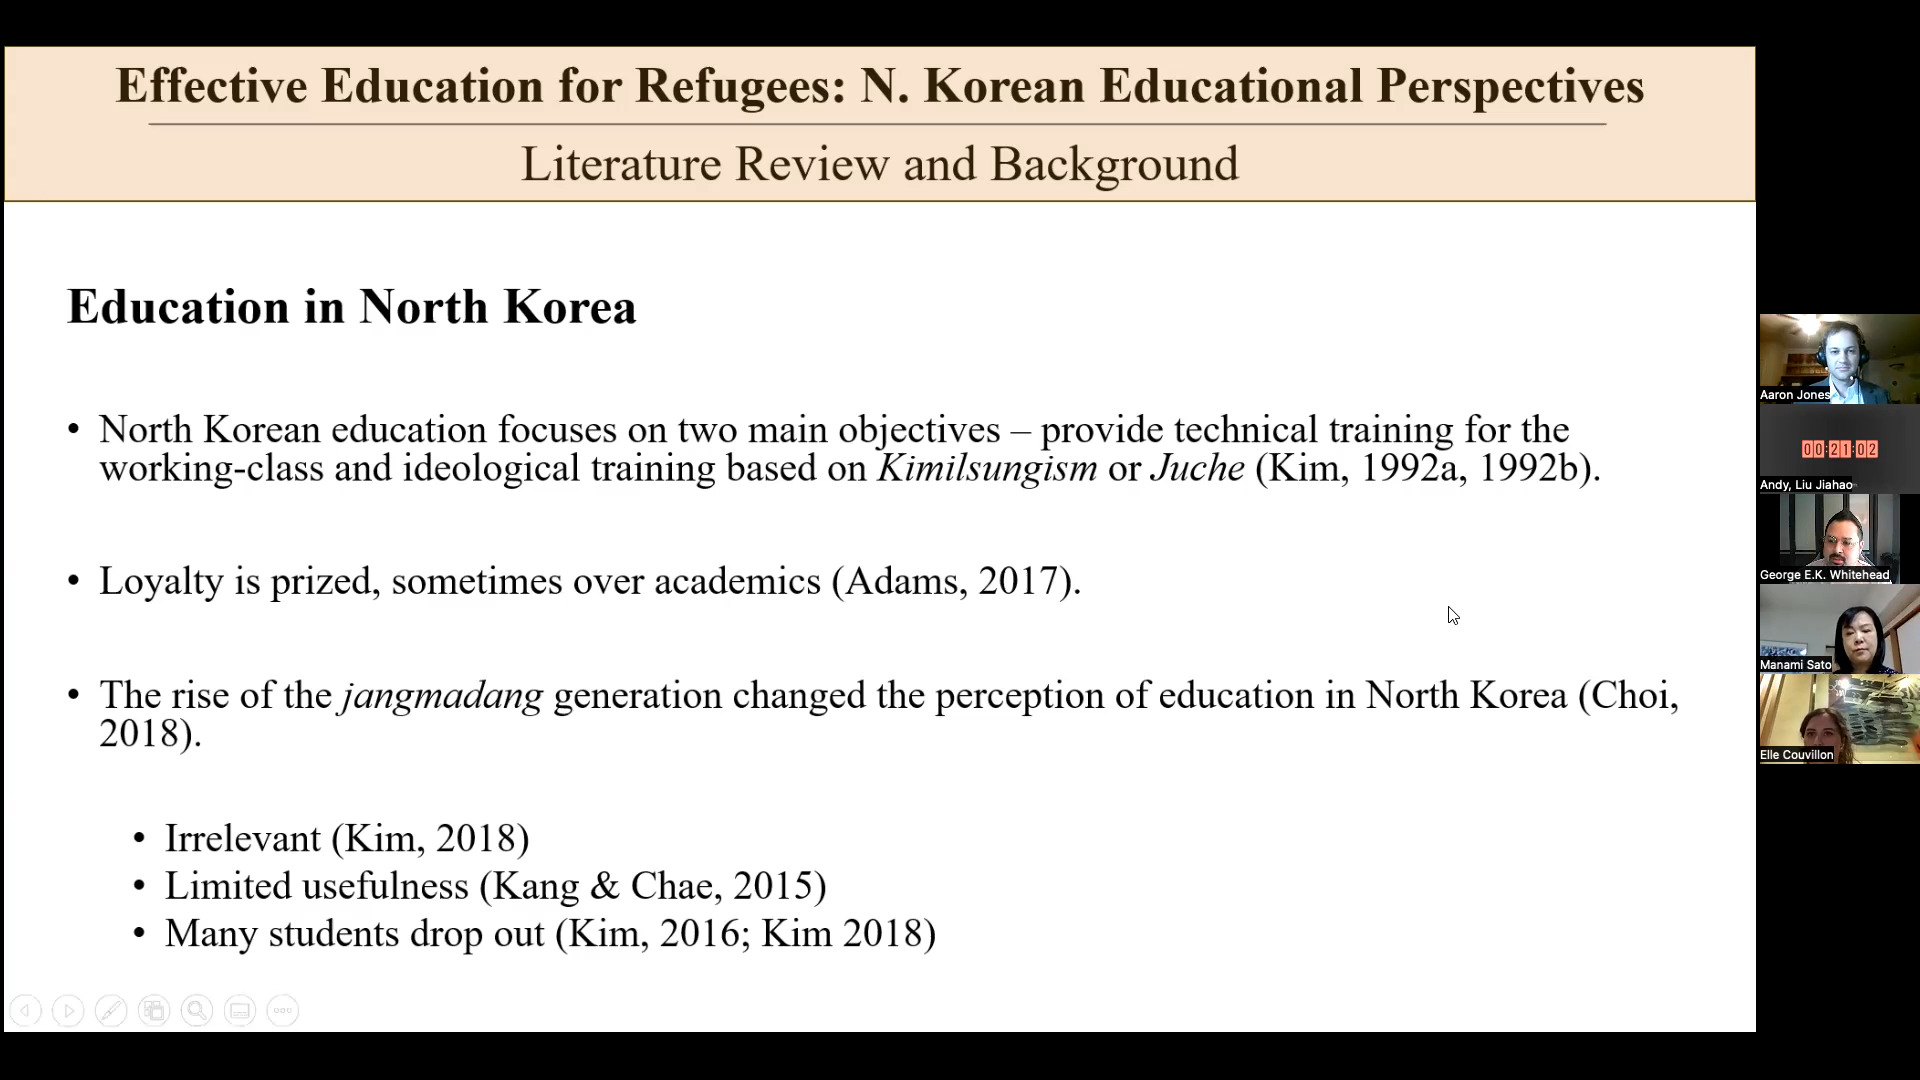 Effective Education for Refugees: N. Korean Educational Perspectives
Literature Review and Background
Education in North Korea
• North Korean education focuses on two main objectives – provide technical training for the
working-class and ideological training based on Kimilsungism or Juche (Kim, 1992a, 1992b).
• Loyalty is prized, sometimes over academics (Adams, 2017).
• The rise of the jangmadang generation changed the perception of education in North Korea (Choi,
2018).
• Irrelevant (Kim, 2018)
• Limited usefulness (Kang & Chae, 2015)
• Many students drop out (Kim, 2016; Kim 2018)
Aaron Jones
00:21:02
Andy, Liu Jiahao
George E.K. Whitehead
Manami Sato
Elle Couvillon